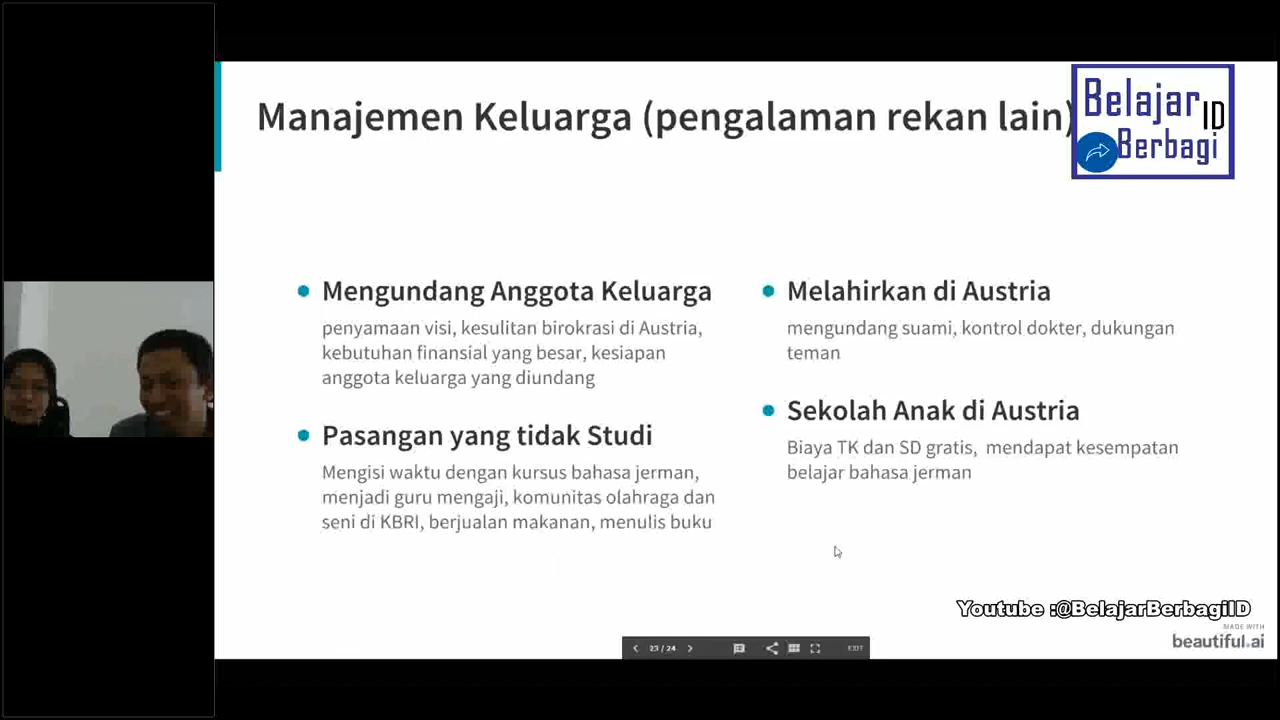 Manajemen Keluarga (pengalaman rekan lain)
Belajar
ID
Berbagi
Mengundang Anggota Keluarga
penyamaan visi, kesulitan birokrasi di Austria,
kebutuhan finansial yang besar, kesiapan
anggota keluarga yang diundang
Pasangan yang tidak Studi
Mengisi waktu dengan kursus bahasa jerman,
menjadi guru mengaji, komunitas olahraga dan
seni di KBRI, berjualan makanan, menulis buku
Melahirkan di Austria
mengundang suami, kontrol dokter, dukungan
teman
Sekolah Anak di Austria
Biaya TK dan SD gratis, mendapat kesempatan
belajar bahasa jerman
Youtube :@BelajarBerbagiID
MADE WITH
beautiful.ai
23 / 24
EXIT